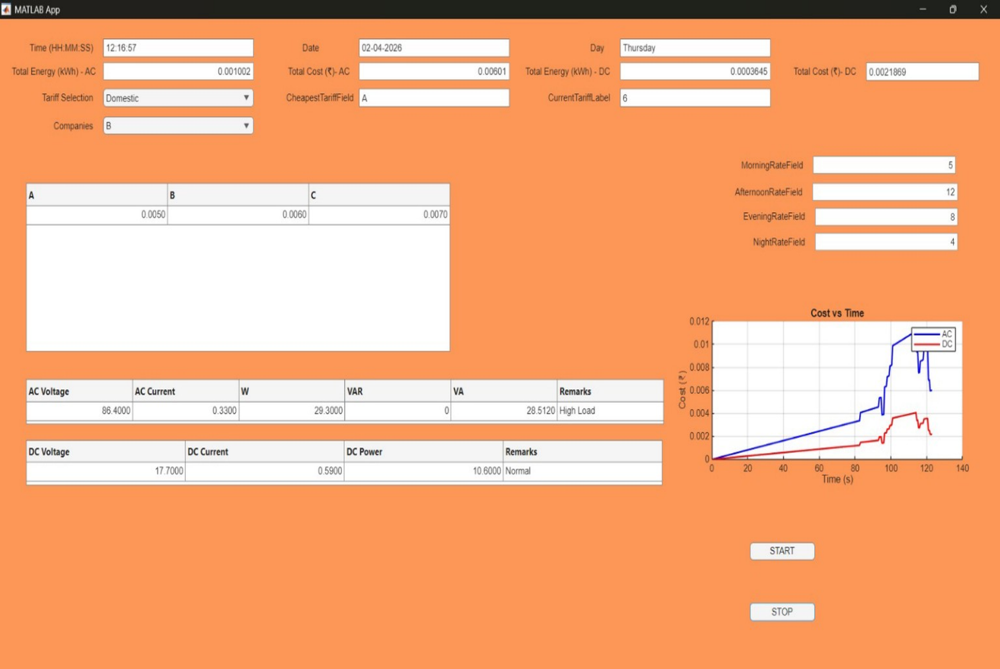 MATLAB App
Time (HH:MM:SS) 12:16:57 Date 02-04-2026 Day Thursday
Total Energy (kWh) - AC 0.001002 Total Cost (₹)- AC 0.00601 Total Energy (kWh) - DC 0.0003645 Total Cost (₹)- DC 0.0021869
Tariff Selection Domestic CheapestTariffField A CurrentTariffLabel 6
Companies B
MorningRateField 5
AfternoonRateField 12
EveningRateField 8
NightRateField 4
A B C
0.0050 0.0060 0.0070
Cost vs Time
0.012
0.01
0.008
0.006
0.004
0.002
0
Cost (₹)
AC
DC
0 20 40 60 80 100 120 140
Time (s)
AC Voltage AC Current W VAR VA Remarks
86.4000 0.3300 29.3000 0 28.5120 High Load
DC Voltage DC Current DC Power Remarks
17.7000 0.5900 10.6000 Normal
START
STOP